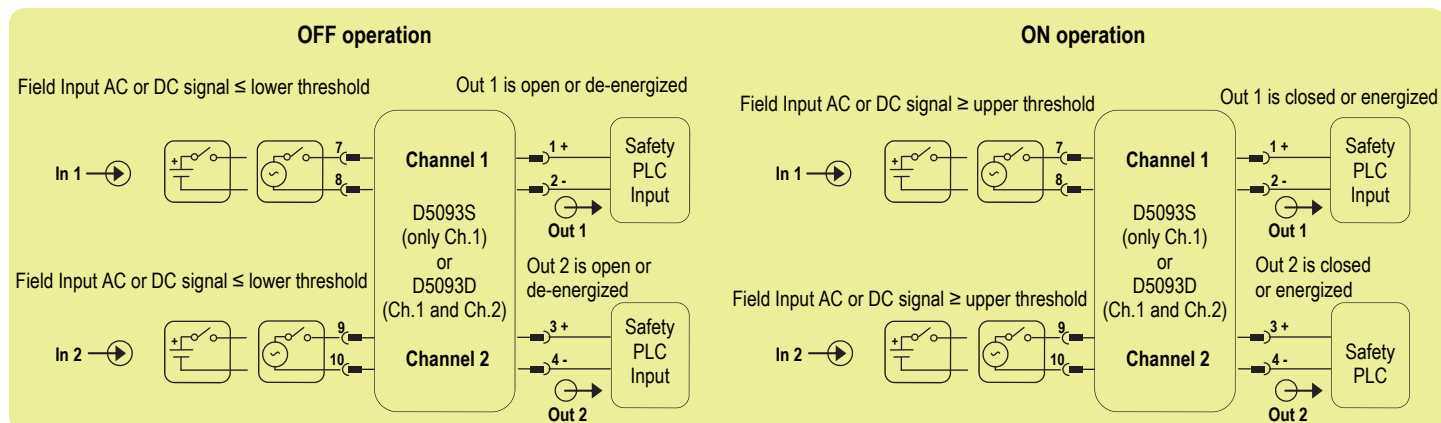 OFF operation
Field Input AC or DC signal ≤ lower threshold
Out 1 is open or de-energized
In 1
+
7
8
Channel 1
1 +
2 -
Safety
PLC
Input
Out 1
D5093S
(only Ch.1)
or
D5093D
(Ch.1 and Ch.2)
Field Input AC or DC signal ≤ lower threshold
Out 2 is open or
de-energized
In 2
+
9
10
Channel 2
3 +
4 -
Safety
PLC
Input
Out 2
ON operation
Field Input AC or DC signal ≥ upper threshold
Out 1 is closed or energized
In 1
+
7
8
Channel 1
1 +
2 -
Safety
PLC
Input
Out 1
D5093S
(only Ch.1)
or
D5093D
(Ch.1 and Ch.2)
Field Input AC or DC signal ≥ upper threshold
Out 2 is closed
or energized
In 2
+
9
10
Channel 2
3 +
4 -
Safety
PLC
Out 2